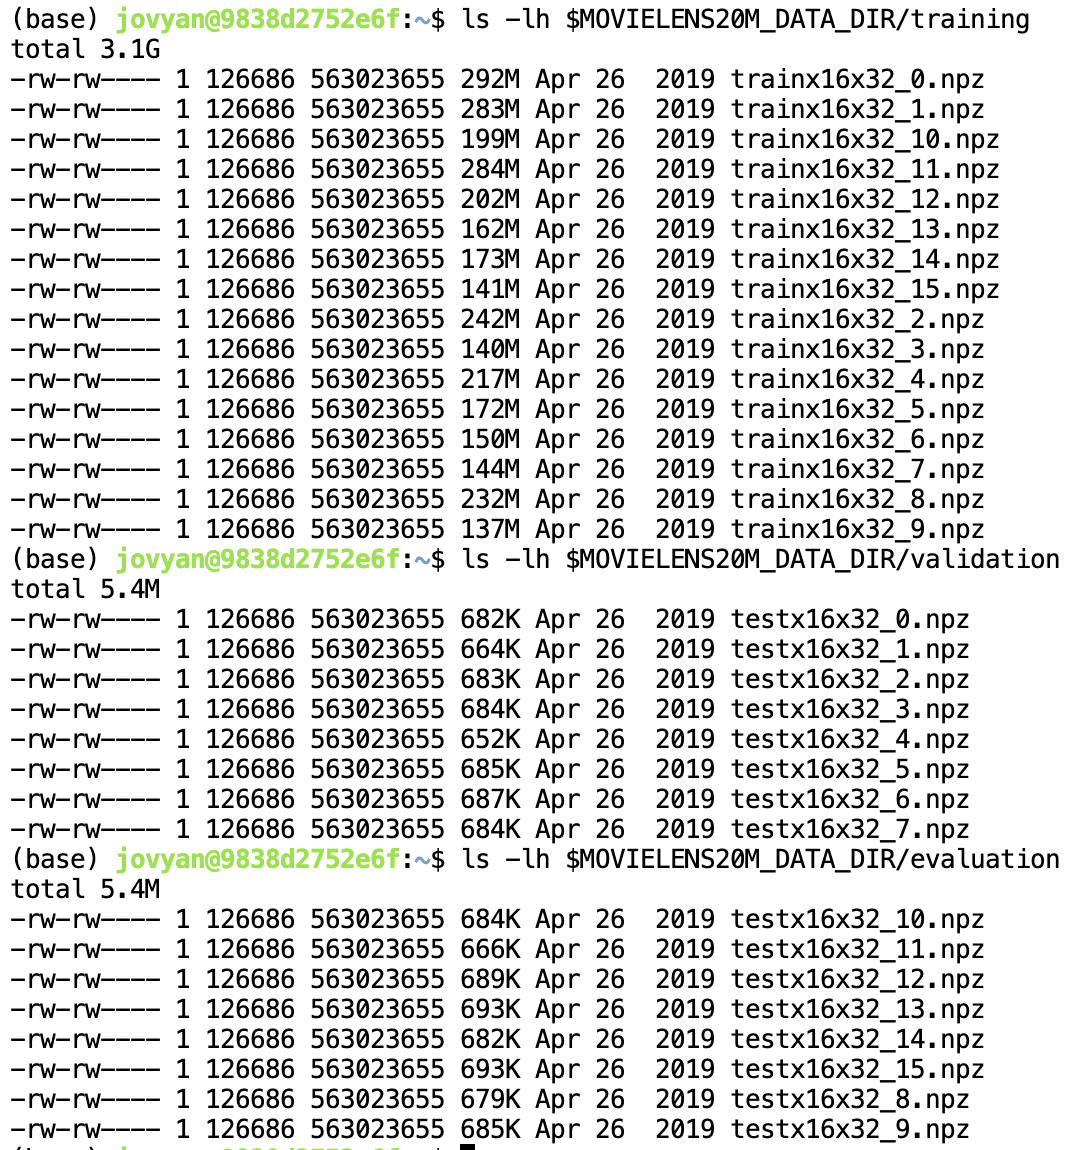 (base) jovyan@9838d2752e6f:~$ ls -lh $MOVIELENS20M_DATA_DIR/training
total 3.1G
-rw-rw---- 1 126686 563023655 292M Apr 26  2019 trainx16x32_0.npz
-rw-rw---- 1 126686 563023655 283M Apr 26  2019 trainx16x32_1.npz
-rw-rw---- 1 126686 563023655 199M Apr 26  2019 trainx16x32_10.npz
-rw-rw---- 1 126686 563023655 284M Apr 26  2019 trainx16x32_11.npz
-rw-rw---- 1 126686 563023655 202M Apr 26  2019 trainx16x32_12.npz
-rw-rw---- 1 126686 563023655 162M Apr 26  2019 trainx16x32_13.npz
-rw-rw---- 1 126686 563023655 173M Apr 26  2019 trainx16x32_14.npz
-rw-rw---- 1 126686 563023655 141M Apr 26  2019 trainx16x32_15.npz
-rw-rw---- 1 126686 563023655 242M Apr 26  2019 trainx16x32_2.npz
-rw-rw---- 1 126686 563023655 140M Apr 26  2019 trainx16x32_3.npz
-rw-rw---- 1 126686 563023655 217M Apr 26  2019 trainx16x32_4.npz
-rw-rw---- 1 126686 563023655 172M Apr 26  2019 trainx16x32_5.npz
-rw-rw---- 1 126686 563023655 150M Apr 26  2019 trainx16x32_6.npz
-rw-rw---- 1 126686 563023655 144M Apr 26  2019 trainx16x32_7.npz
-rw-rw---- 1 126686 563023655 232M Apr 26  2019 trainx16x32_8.npz
-rw-rw---- 1 126686 563023655 137M Apr 26  2019 trainx16x32_9.npz
(base) jovyan@9838d2752e6f:~$ ls -lh $MOVIELENS20M_DATA_DIR/validation
total 5.4M
-rw-rw---- 1 126686 563023655 682K Apr 26  2019 testx16x32_0.npz
-rw-rw---- 1 126686 563023655 664K Apr 26  2019 testx16x32_1.npz
-rw-rw---- 1 126686 563023655 683K Apr 26  2019 testx16x32_2.npz
-rw-rw---- 1 126686 563023655 684K Apr 26  2019 testx16x32_3.npz
-rw-rw---- 1 126686 563023655 652K Apr 26  2019 testx16x32_4.npz
-rw-rw---- 1 126686 563023655 685K Apr 26  2019 testx16x32_5.npz
-rw-rw---- 1 126686 563023655 687K Apr 26  2019 testx16x32_6.npz
-rw-rw---- 1 126686 563023655 684K Apr 26  2019 testx16x32_7.npz
(base) jovyan@9838d2752e6f:~$ ls -lh $MOVIELENS20M_DATA_DIR/evaluation
total 5.4M
-rw-rw---- 1 126686 563023655 684K Apr 26  2019 testx16x32_10.npz
-rw-rw---- 1 126686 563023655 666K Apr 26  2019 testx16x32_11.npz
-rw-rw---- 1 126686 563023655 689K Apr 26  2019 testx16x32_12.npz
-rw-rw---- 1 126686 563023655 693K Apr 26  2019 testx16x32_13.npz
-rw-rw---- 1 126686 563023655 682K Apr 26  2019 testx16x32_14.npz
-rw-rw---- 1 126686 563023655 693K Apr 26  2019 testx16x32_15.npz
-rw-rw---- 1 126686 563023655 679K Apr 26  2019 testx16x32_8.npz
-rw-rw---- 1 126686 563023655 685K Apr 26  2019 testx16x32_9.npz